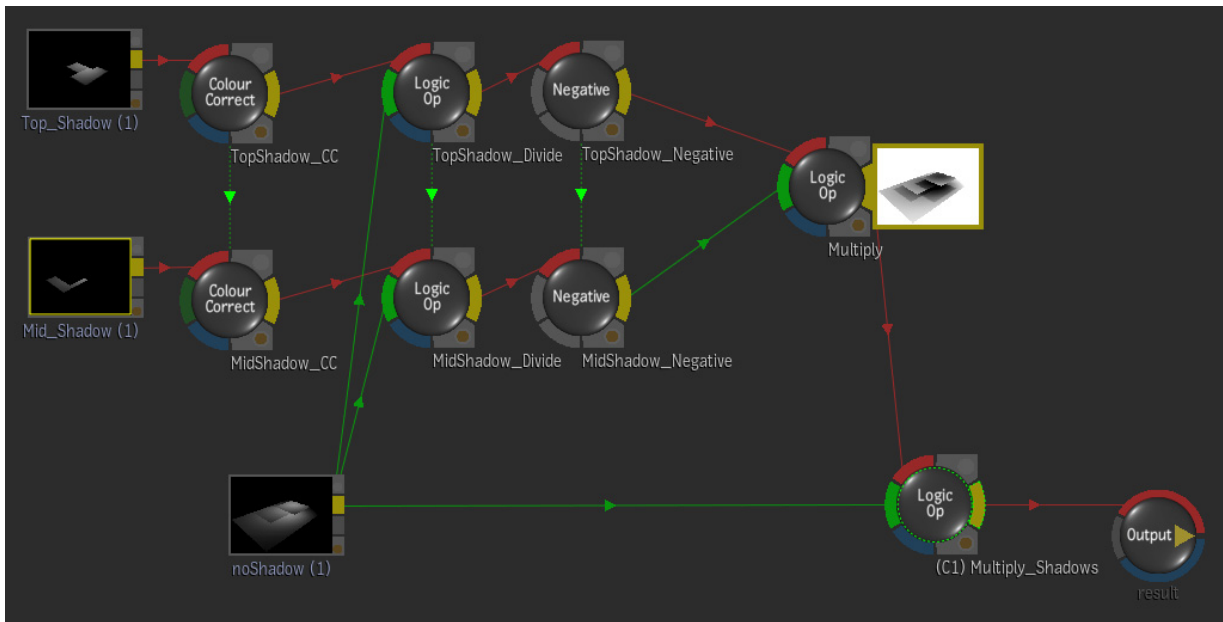 Colour
Correct
Logic
Op
Negative
Top_Shadow (1)
TopShadow_CC
TopShadow_Divide
TopShadow_Negative
Logic
Op
Multiply
Colour
Correct
Logic
Op
Negative
Mid_Shadow (1)
MidShadow_CC
MidShadow_Divide
MidShadow_Negative
Logic
Op
Output
noShadow (1)
(C1) Multiply_Shadows
result